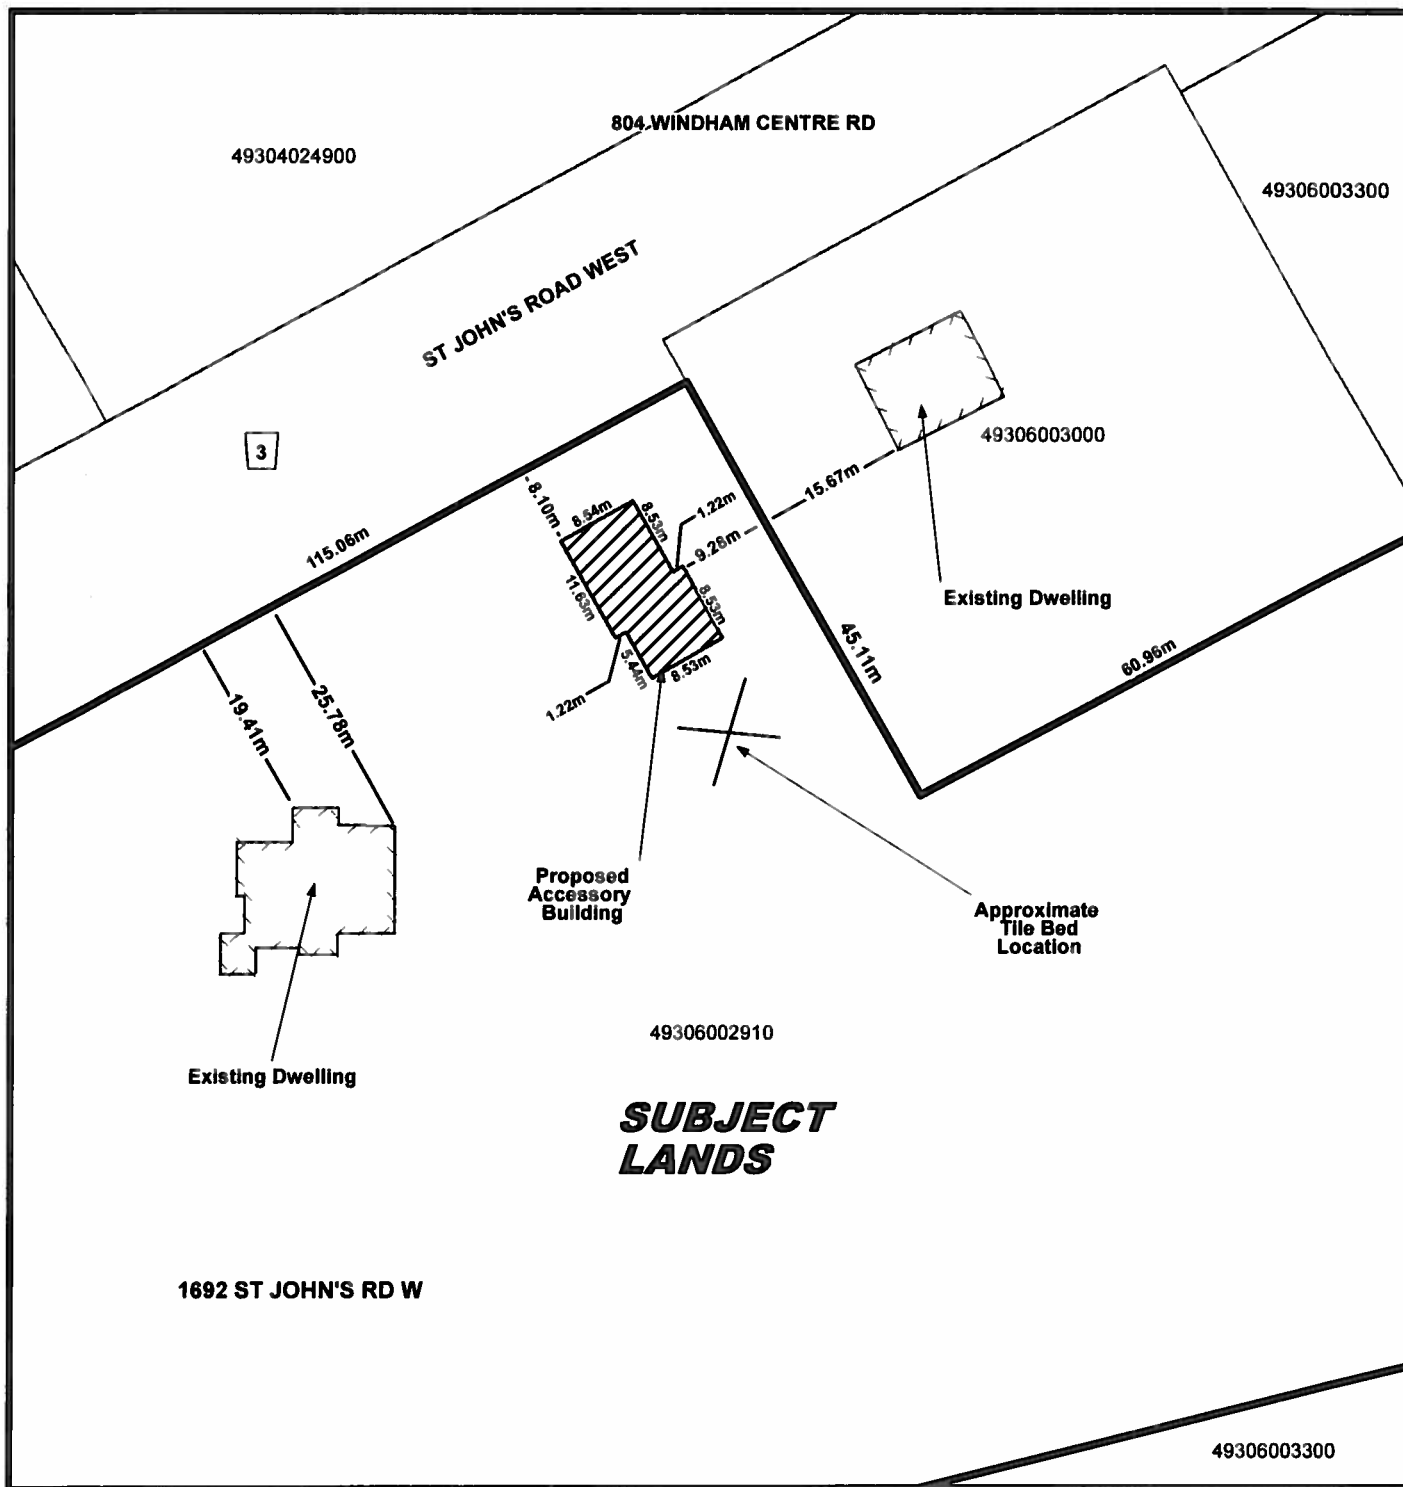 804 WINDHAM CENTRE RD
49304024900
49306003300
ST JOHN'S ROAD WEST
3
49306003000
15.67m
8.10m
8.54m
8.53m
1.22m
9.28m
115.06m
11.63m
8.53m
Existing Dwelling
45.11m
60.96m
5.44m
8.53m
1.22m
19.41m
25.78m
Proposed
Accessory
Building
Approximate
Tile Bed
Location
49306002910
Existing Dwelling
SUBJECT
LANDS
1692 ST JOHN'S RD W
49306003300